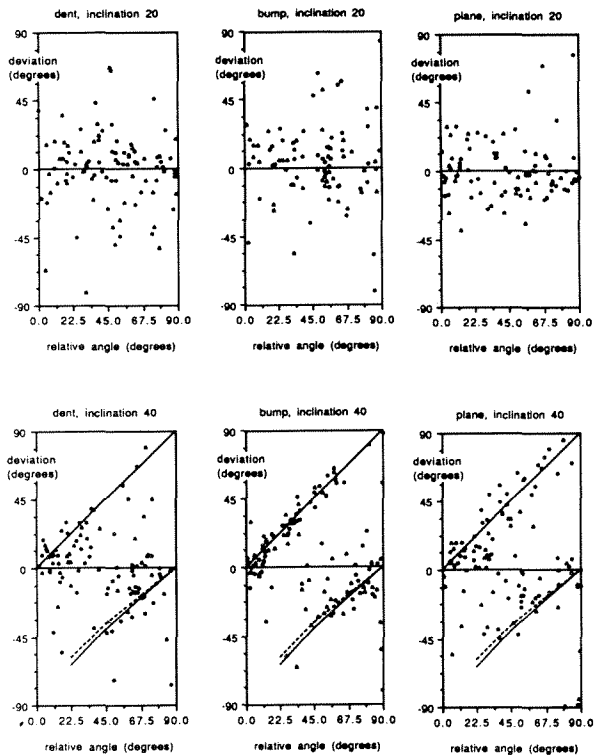 dent, inclination 20
bump, inclination 20
plane, inclination 20
90
deviation
(degrees)
45
0
-45
-90
0.0 22.5 45.0 67.5 90.0
relative angle (degrees)
90
deviation
(degrees)
45
0
-45
-90
0.0 22.5 45.0 67.5 90.0
relative angle (degrees)
90
deviation
(degrees)
45
0
-45
-90
0.0 22.5 45.0 67.5 90.0
relative angle (degrees)
dent, inclination 40
bump, inclination 40
plane, inclination 40
90
deviation
(degrees)
45
0
-45
-90
0.0 22.5 45.0 67.5 90.0
relative angle (degrees)
90
deviation
(degrees)
45
0
-45
-90
0.0 22.5 45.0 67.5 90.0
relative angle (degrees)
90
deviation
(degrees)
45
0
-45
-90
0.0 22.5 45.0 67.5 90.0
relative angle (degrees)